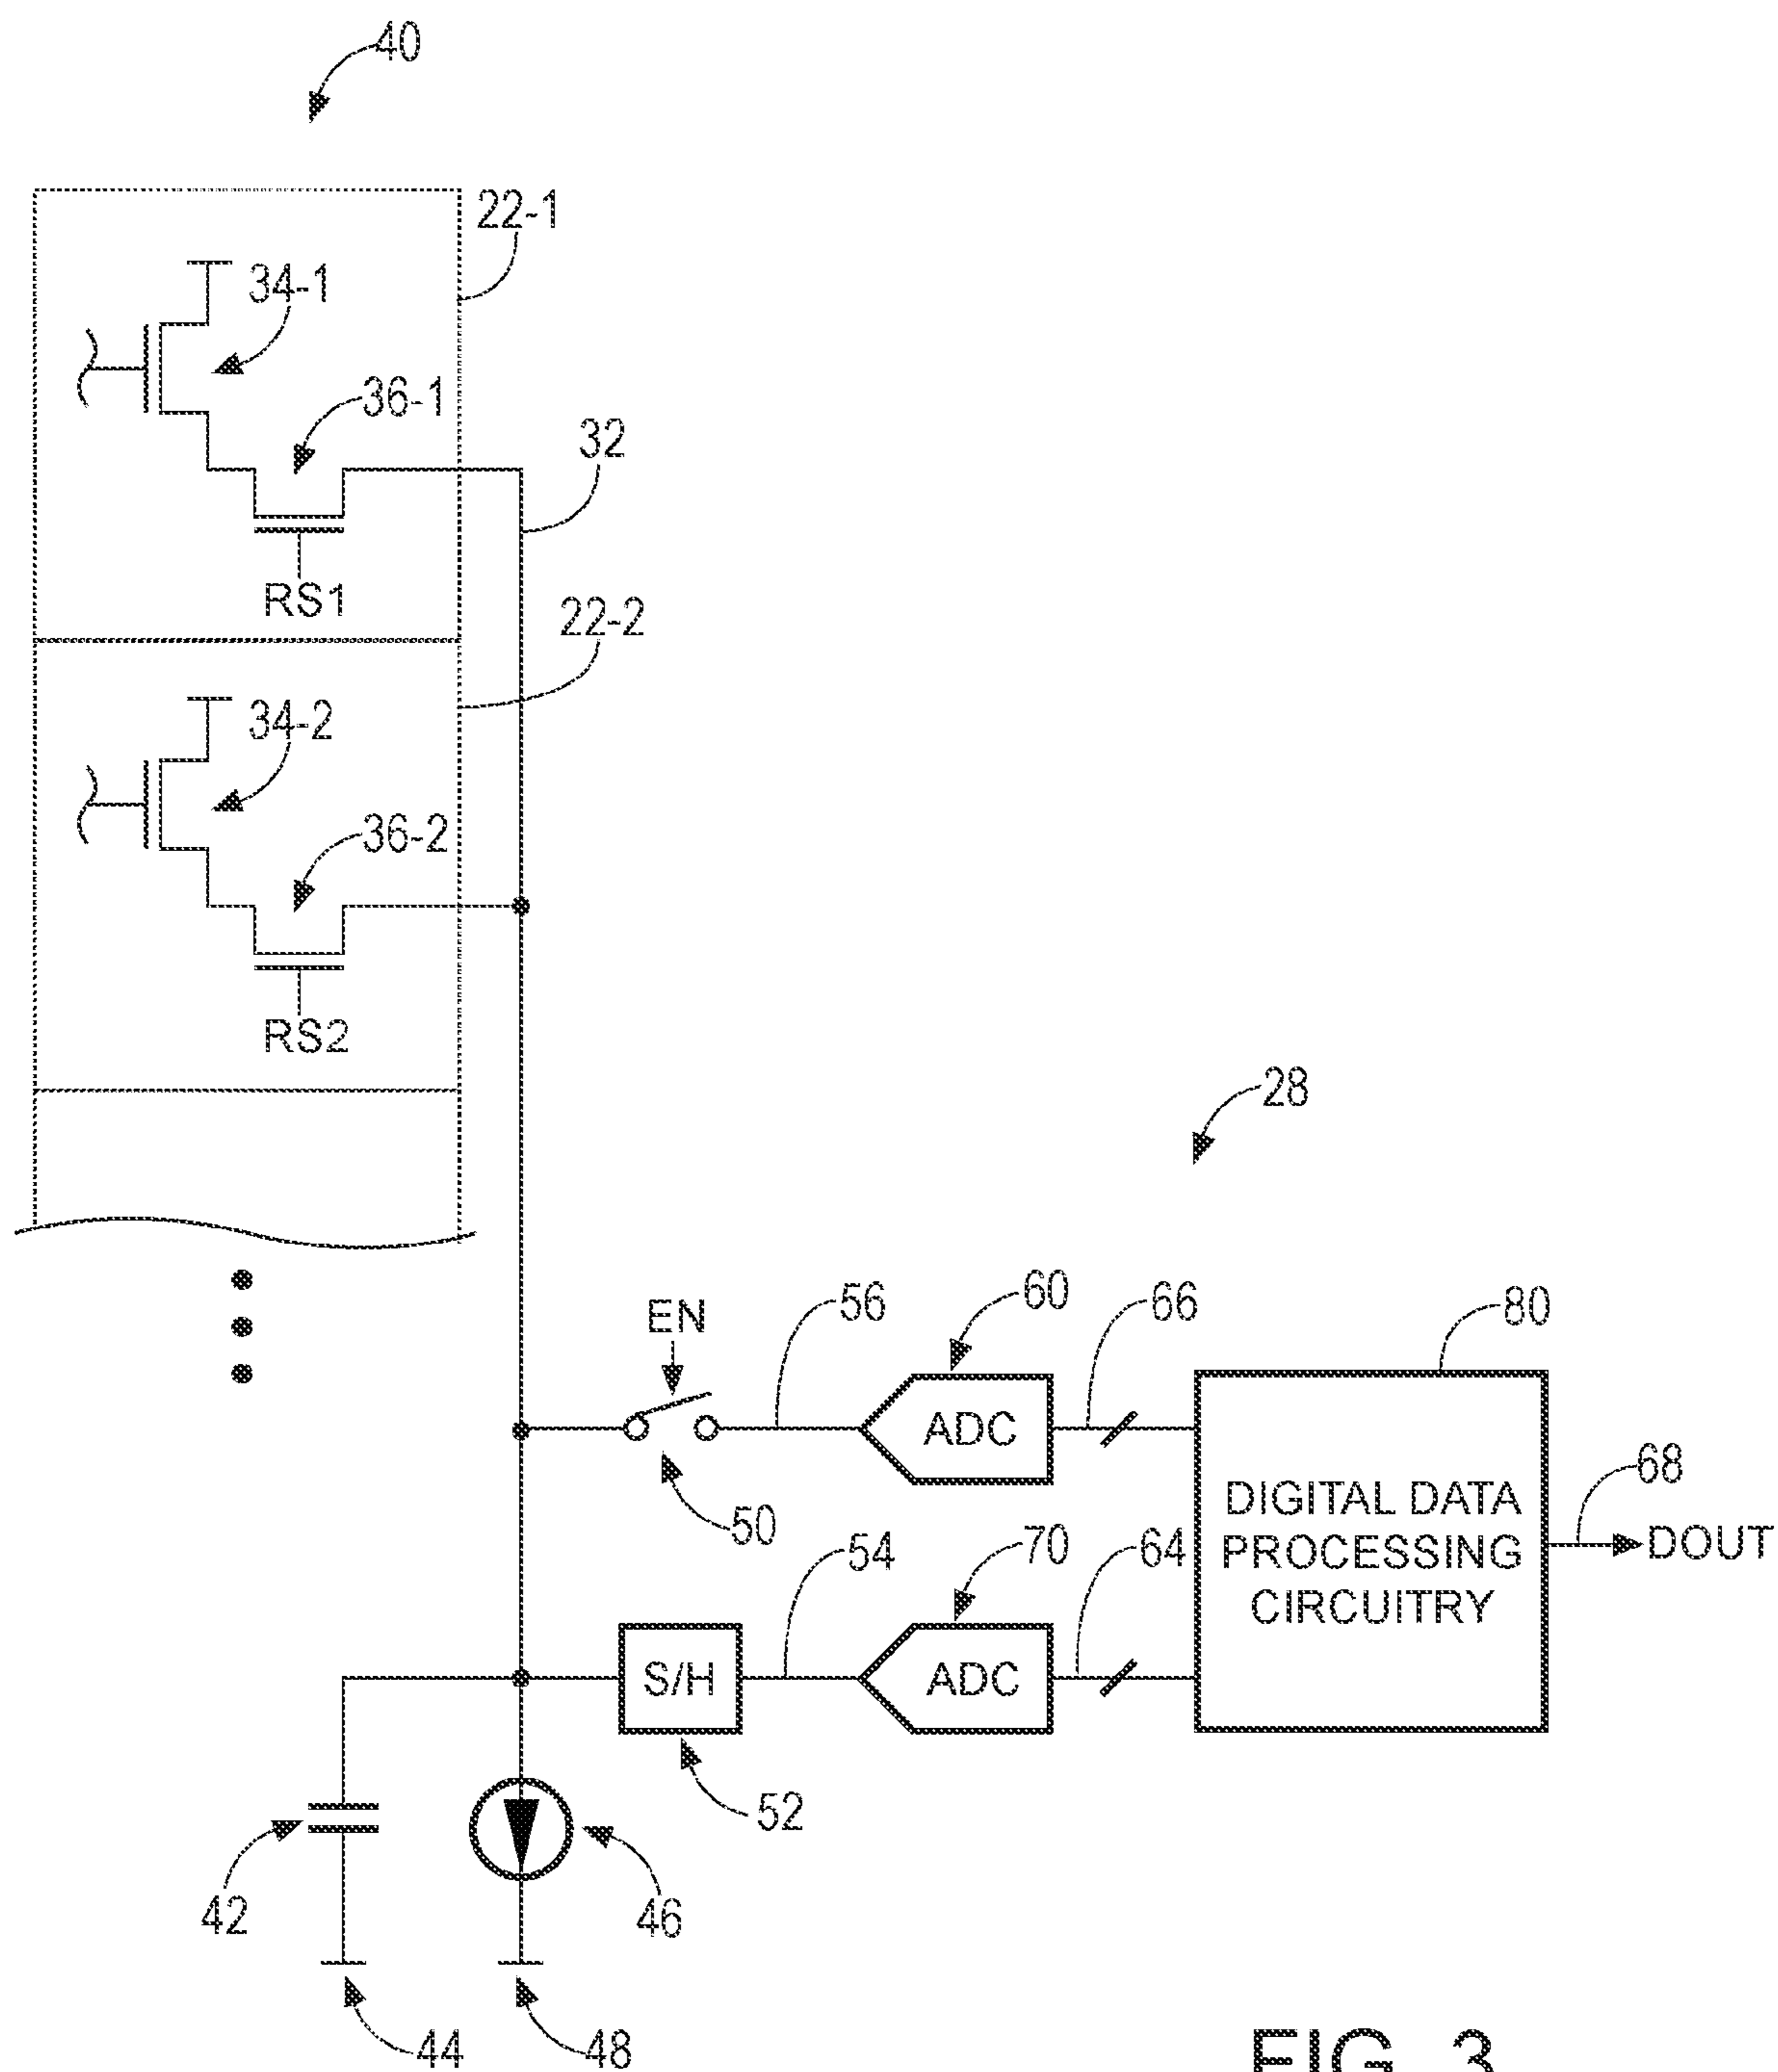 40
22-1
34-1
36-1
32
RS1
22-2
34-2
36-2
RS2
28
EN
56
60
66
80
ADC
50
DIGITAL DATA
PROCESSING
CIRCUITRY
68
DOUT
54
70
64
S/H
ADC
52
42
46
44
48
FIG. 3